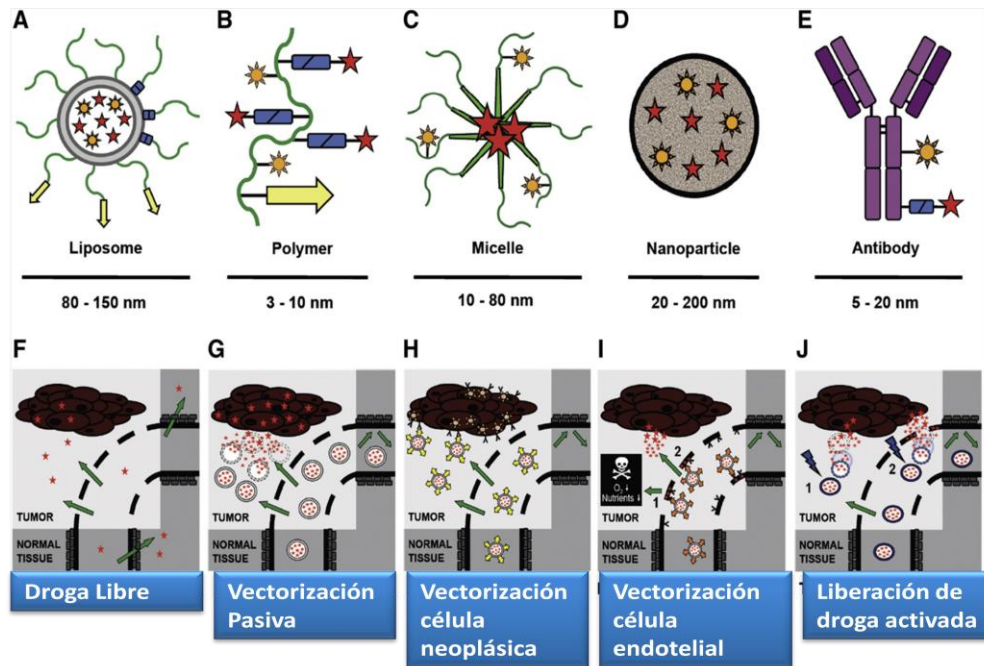 A
B
C
D
E
Liposome
Polymer
Micelle
Nanoparticle
Antibody
80 - 150 nm
3 - 10 nm
10 - 80 nm
20 - 200 nm
5 - 20 nm
F
G
H
I
J
TUMOR
NORMAL
TISSUE
TUMOR
NORMAL
TISSUE
TUMOR
NORMAL
TISSUE
2
O₂↓
Nutrients ↓
1
TUMOR
NORMAL
TISSUE
1
2
TUMOR
NORMAL
TISSUE
Droga Libre
Vectorización
Pasiva
Vectorización
célula
neoplásica
Vectorización
célula
endotelial
Liberación de
droga activada